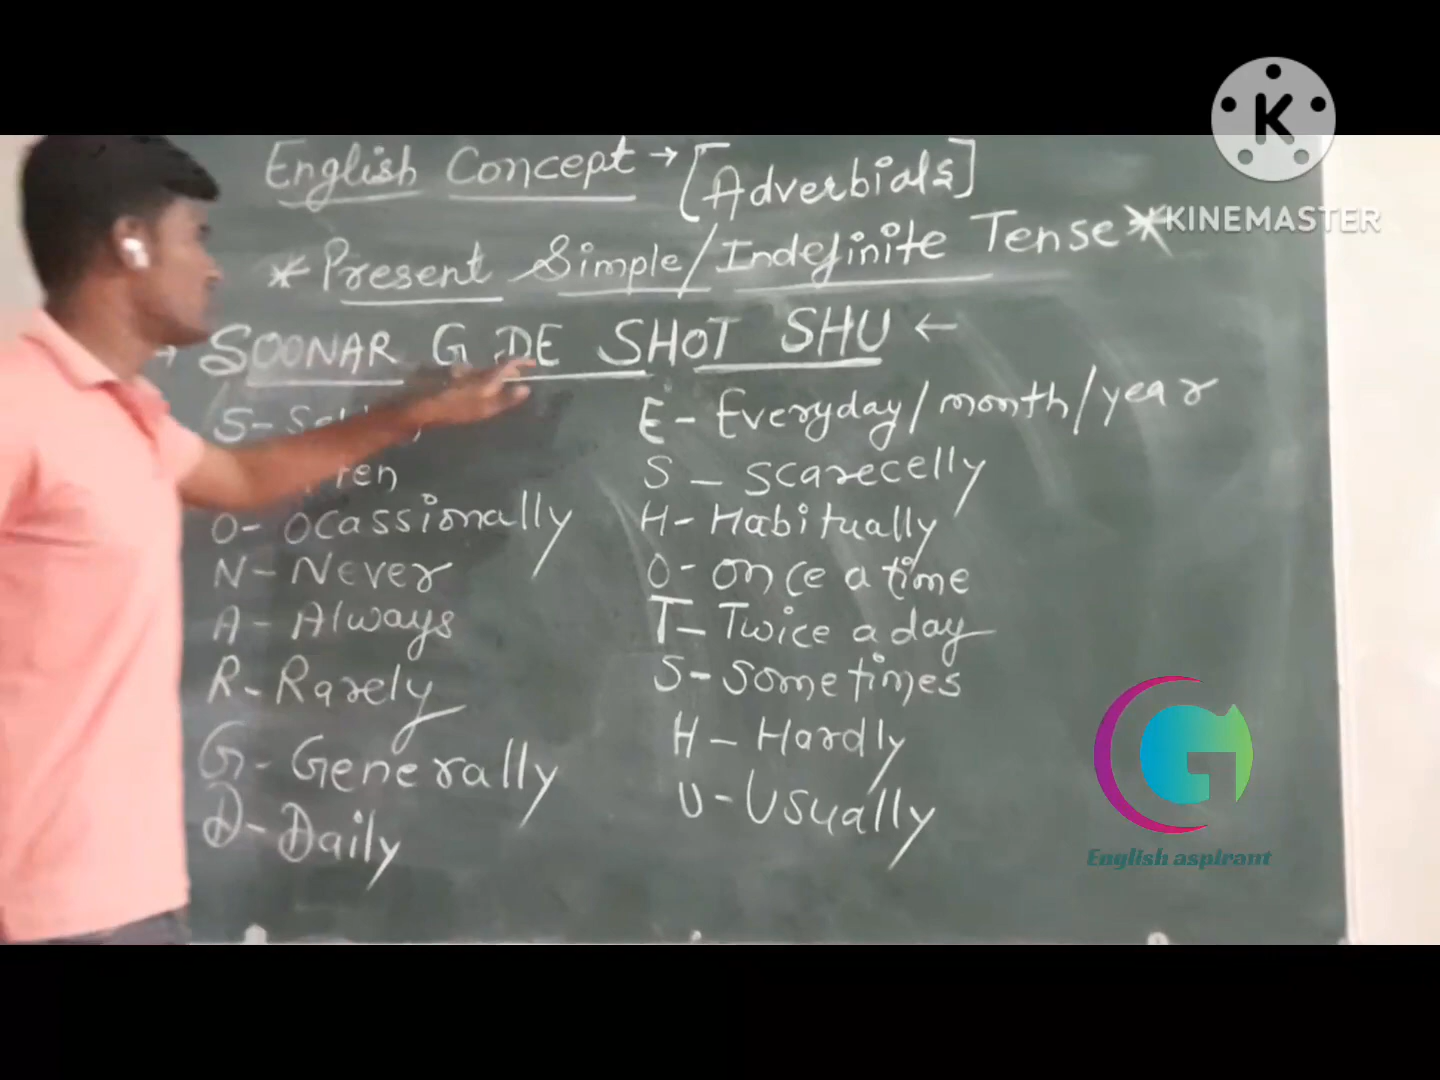 English Concept → [Adverbials]
* Present Simple/Indefinite Tense *
KINEMASTER
→ SOONAR G DE SHOT SHU ←
O - Ocassionally
N - Never
A - Always
R - Rarely
G - Generally
D - Daily
E - Everyday/month/year
S - Scarecelly
H - Habitually
O - Once a time
T - Twice a day
S - Sometimes
H - Hardly
U - Usually
English aspirant